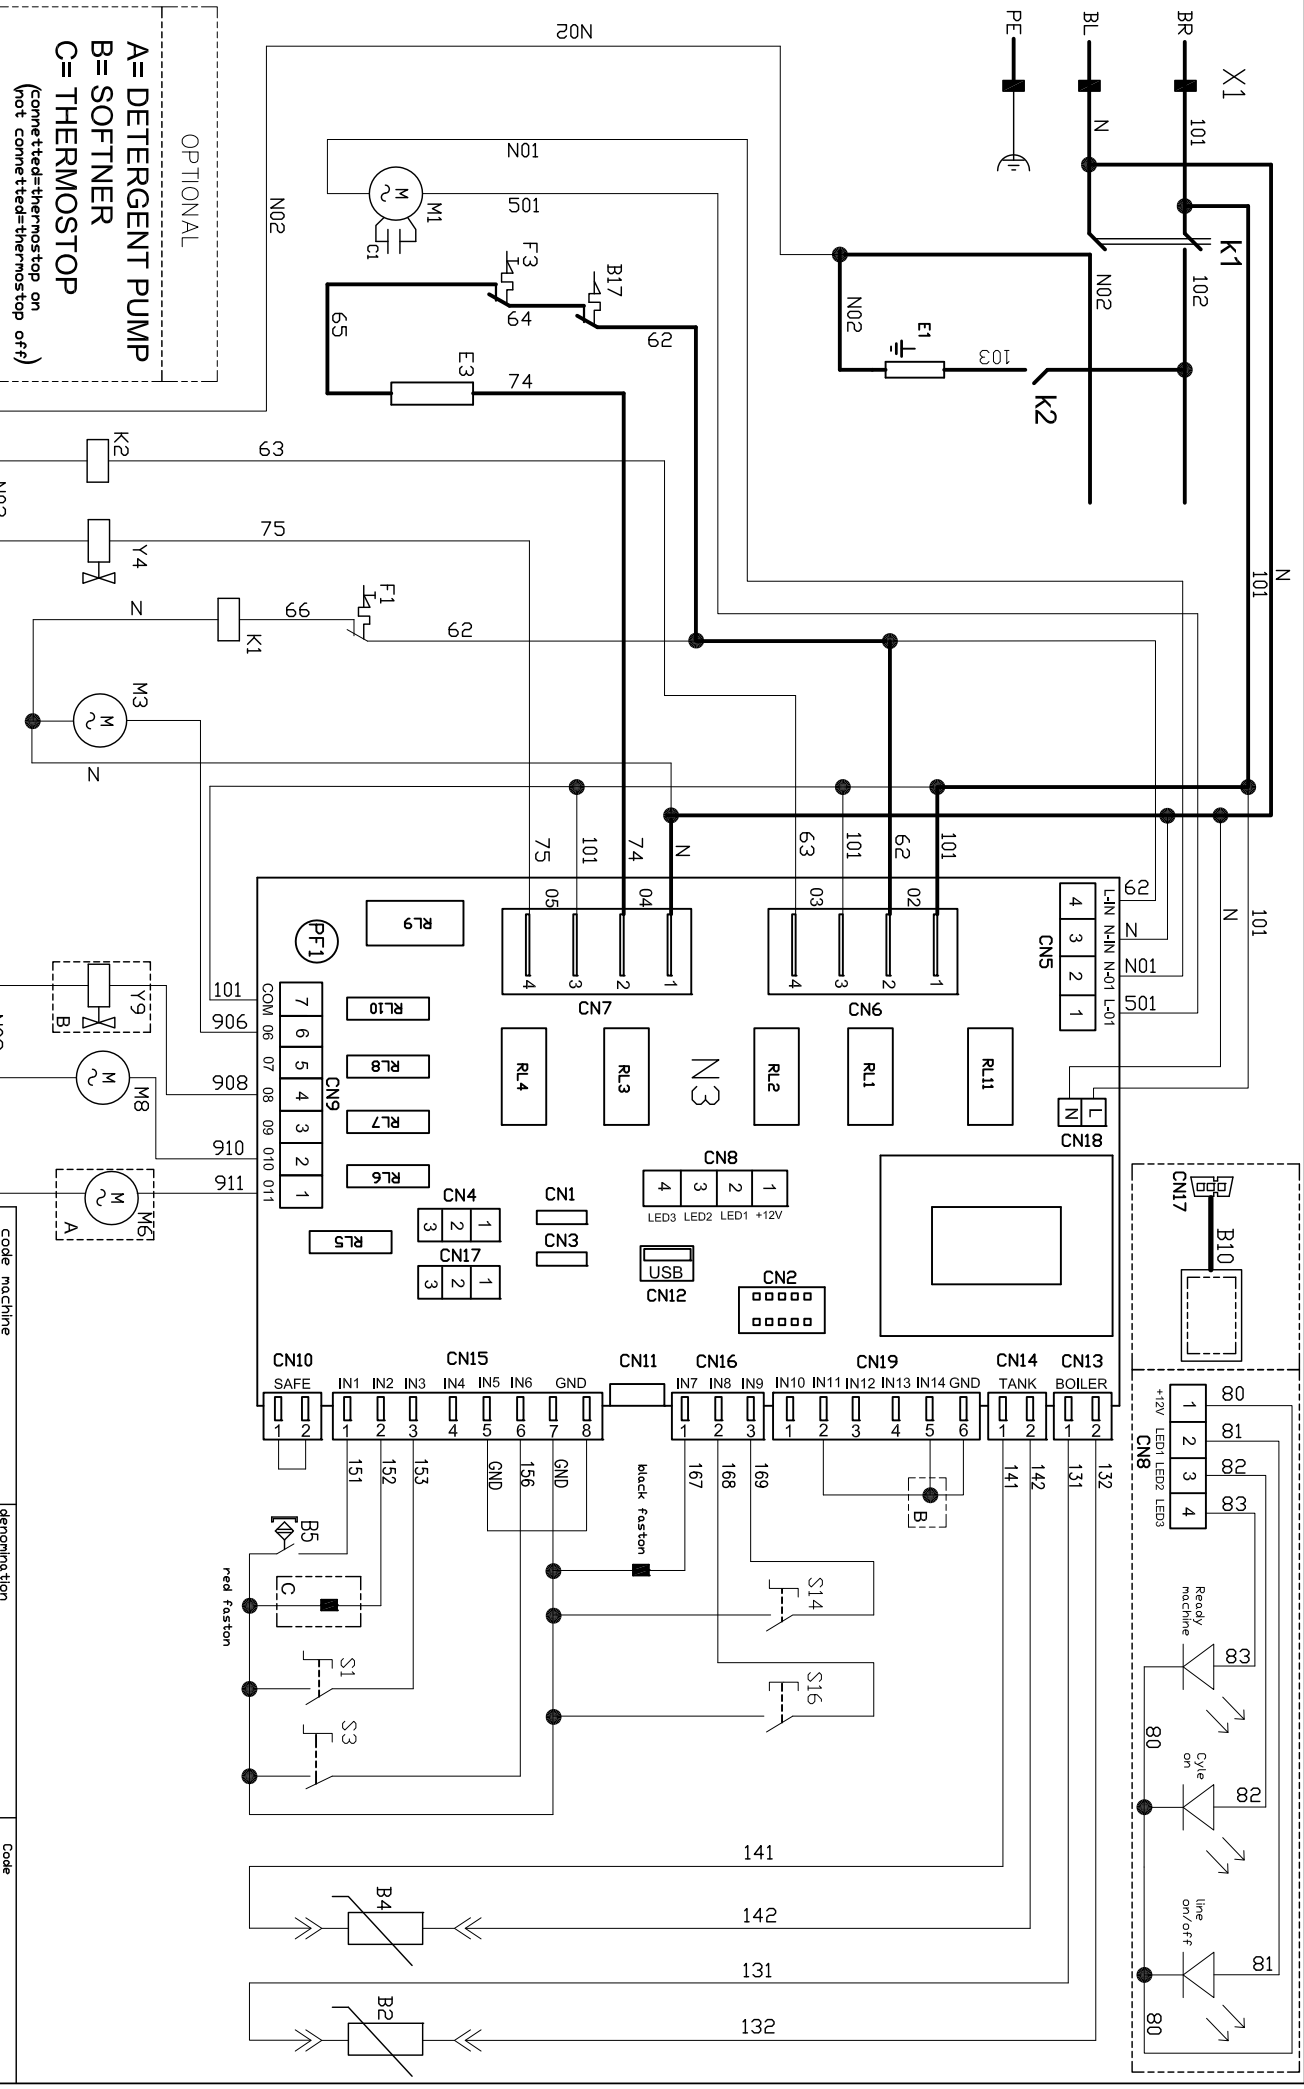 X1
BR
BL
PE
101
N
k1
102
N02
N02
N02
N02
E1
103
k2
N
101
OPTIONAL
A= DETERGENT PUMP
B= SOFTNER
C= THERMOSTOP
(connetted=thermostop on
not connetted=thermostop off)
N01
501
M
M1
C1
F3
B17
64
62
65
E3
74
K2
63
Y4
75
N
K1
66
F1
62
M3
M
N
75
101
74
N
63
101
62
101
62
N
N01
501
N
101
L-IN
N-IN
N-01
L-01
4
3
2
1
CN5
05
04
03
02
4
3
2
1
CN7
4
3
2
1
CN6
L
N
CN18
PF1
RL9
RL10
RL8
RL7
RL6
RL5
RL4
RL3
RL2
RL1
RL11
N3
101
906
908
910
911
COM
06
07
08
09
010
011
7
6
5
4
3
2
1
CN9
Y9
B
M8
M
M6
M
A
CN8
4
3
2
1
LED3
LED2
LED1
+12V
CN4
3
2
1
CN17
3
2
1
CN1
CN3
USB
CN12
CN2
CN17
B10
CN10
SAFE
1
2
CN15
IN1
IN2
IN3
IN4
IN5
IN6
GND
1
2
3
4
5
6
7
8
CN11
CN16
IN7
IN8
IN9
1
2
3
CN19
IN10
IN11
IN12
IN13
IN14
GND
1
2
3
4
5
6
CN14
TANK
1
2
CN13
BOILER
1
2
151
152
153
GND
156
GND
167
168
169
141
142
131
132
black faston
red faston
B5
C
S1
S3
S14
S16
B
80
81
82
83
1
2
3
4
+12V
LED1
LED2
LED3
CN8
Ready
machine
83
80
Cyle
on
82
line
on/off
81
80
141
B4
142
131
B2
132
code machine
denomination
Code